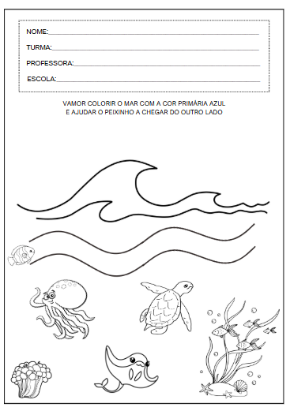 NOME:
TURMA:
PROFESSORA:
ESCOLA:
VAMOR COLORIR O MAR COM A COR PRIMÁRIA AZUL
E AJUDAR O PEIXINHO A CHEGAR DO OUTRO LADO